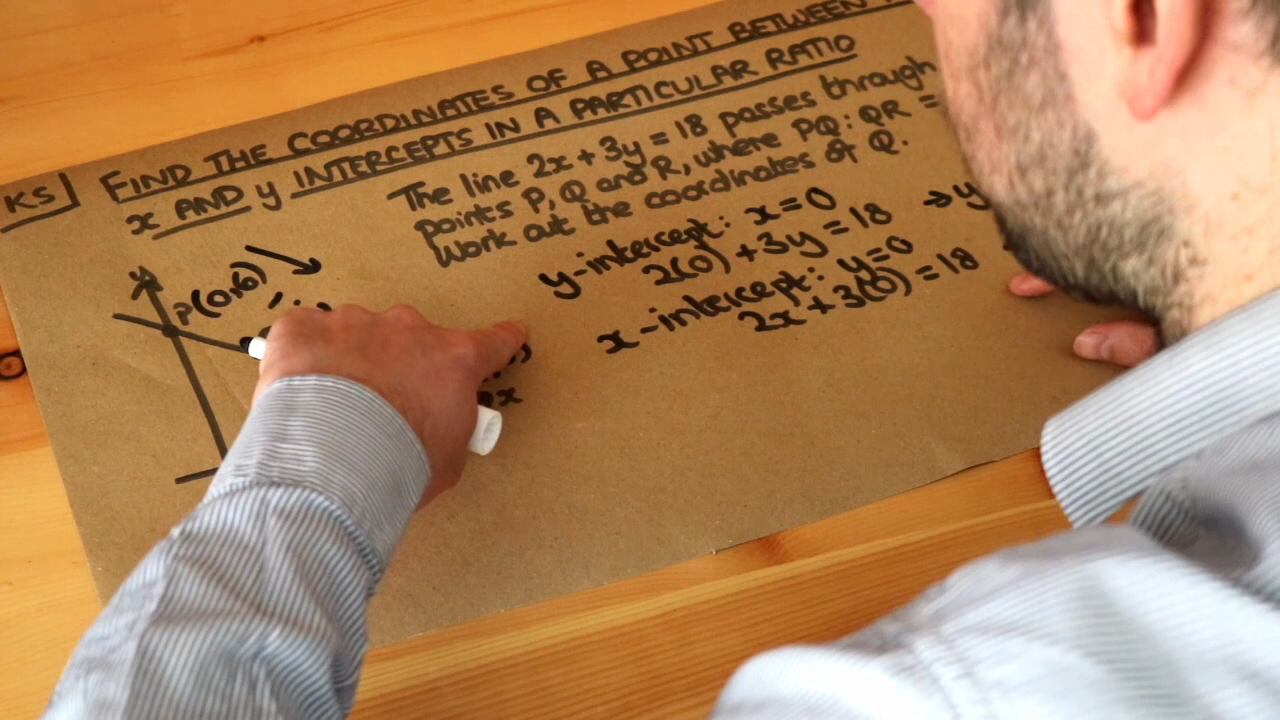 KS
FIND THE COORDINATES OF A POINT BETWEEN
x AND y INTERCEPTS IN A PARTICULAR RATIO
The line 2x + 3y = 18 passes through
points P, Q and R, where PQ : QR =
Work out the coordinates of Q.
y-intercept: x = 0
2(0) + 3y = 18 → y
x-intercept: y = 0
2x + 3(0) = 18
y
P(0,6)
x